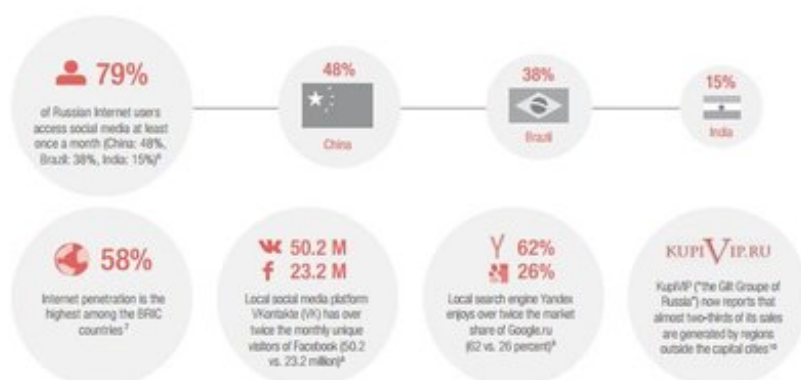 79%
of Russian Internet users
access social media at least
once a month (China: 48%,
Brazil: 38%, India: 15%)⁶
48%
China
38%
Brazil
15%
India
58%
Internet penetration is the
highest among the BRIC
countries ⁷
50.2 M
23.2 M
Local social media platform
VKontakte (VK) has over
twice the monthly unique
visitors of Facebook (50.2
vs. 23.2 million)⁸
62%
26%
Local search engine Yandex
enjoys over twice the market
share of Google.ru
(62 vs. 26 percent)⁹
KUPIVIP.RU
KupiVIP ("the Gilt Groupe of
Russia") now reports that
almost two-thirds of its sales
are generated by regions
outside the capital cities¹⁰